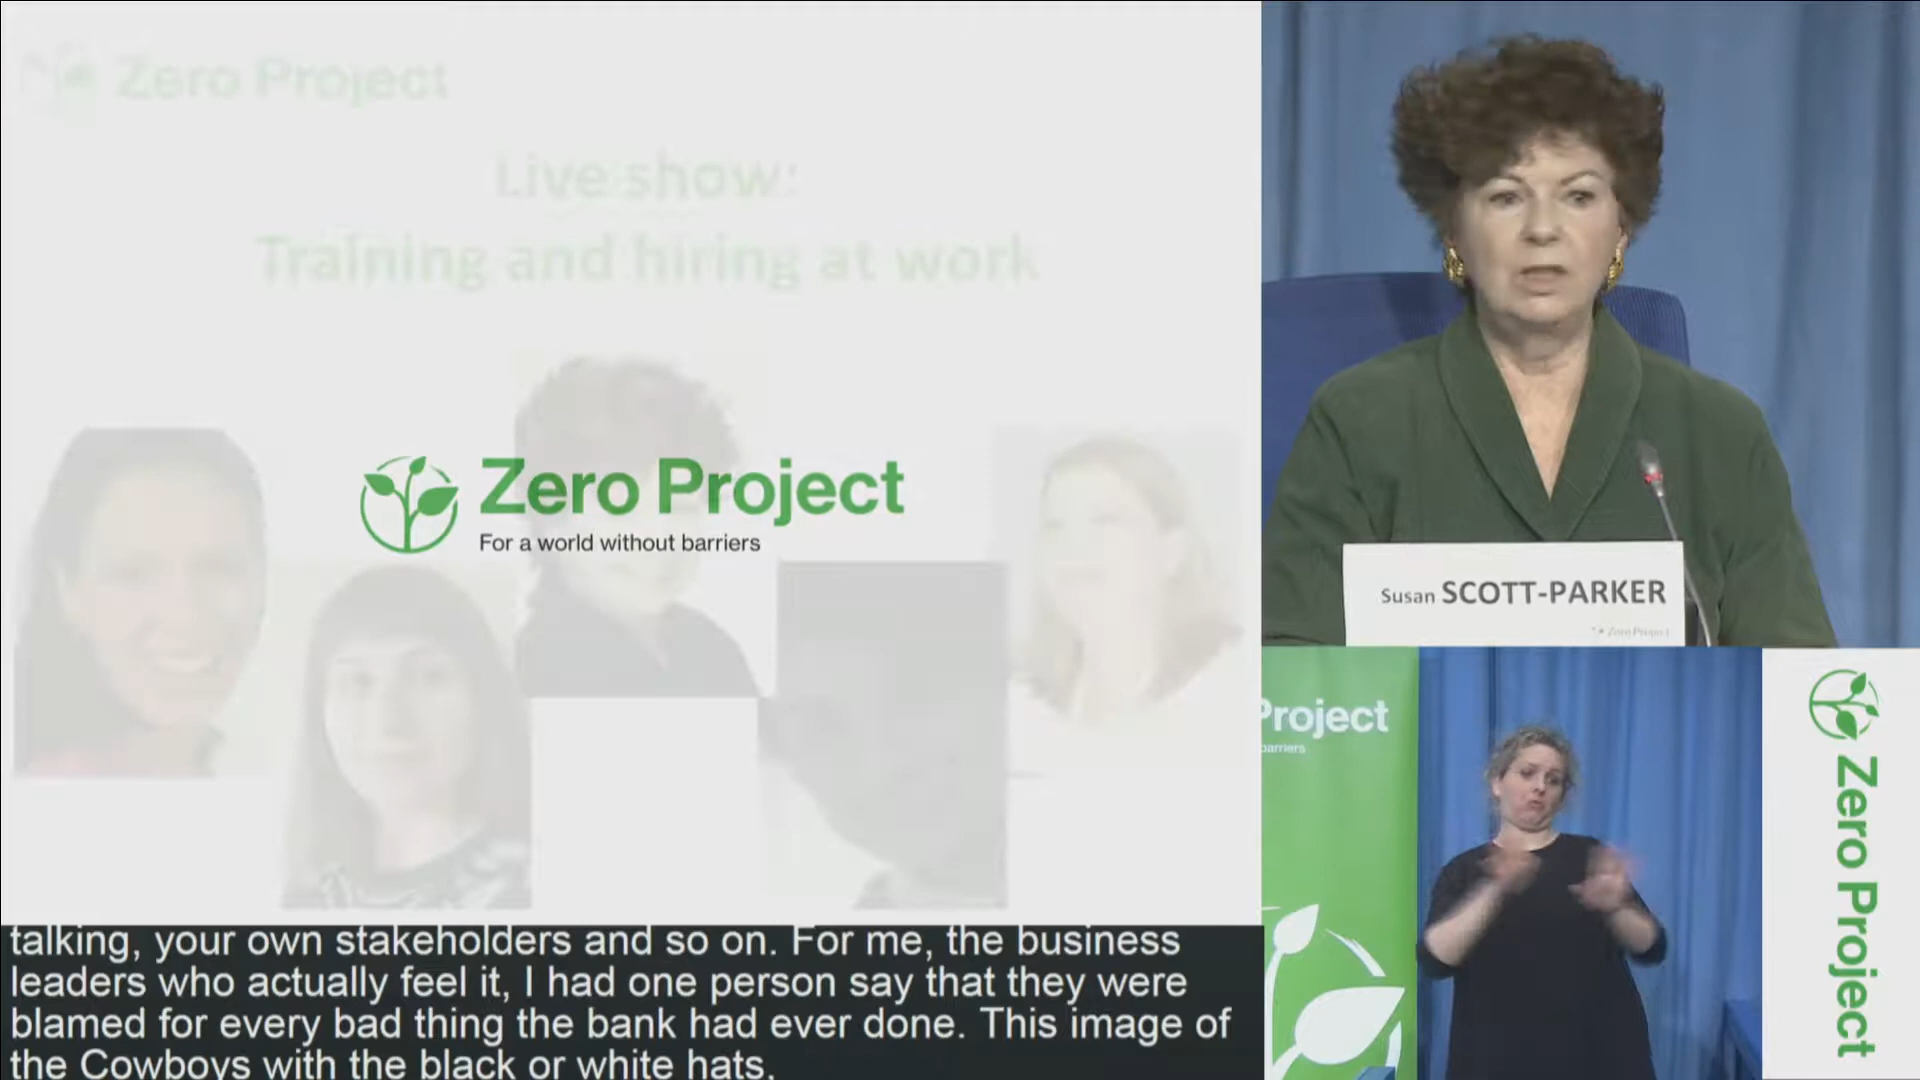 Zero Project
Live show:
Training and hiring at work
Zero Project
For a world without barriers
talking, your own stakeholders and so on. For me, the business
leaders who actually feel it, I had one person say that they were
blamed for every bad thing the bank had ever done. This image of
the Cowboys with the black or white hats.
Susan SCOTT-PARKER
Zero Project
Project
barriers
Zero Project